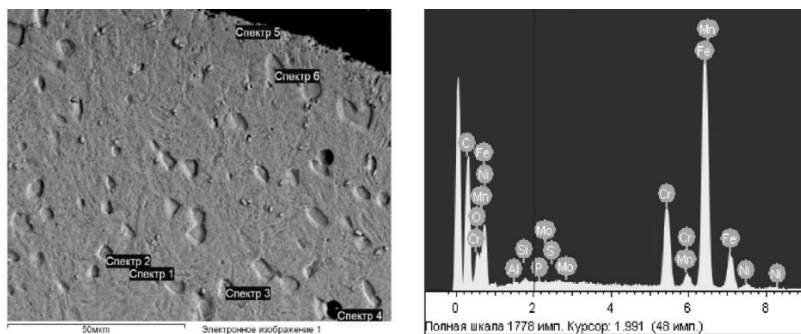 Спектр 5
Спектр 6
Спектр 2
Спектр 1
Спектр 3
Спектр 4
50мкм Электронное изображение 1
Mn
Fe
C
Fe
Ni
Mn
O
Cr
Si
Al
Mo
S
P
Mo
Cr
Cr
Mn
Fe
Ni
Ni
0 2 4 6 8
Полная шкала 1778 имп. Курсор: 1.991 (48 имп.)